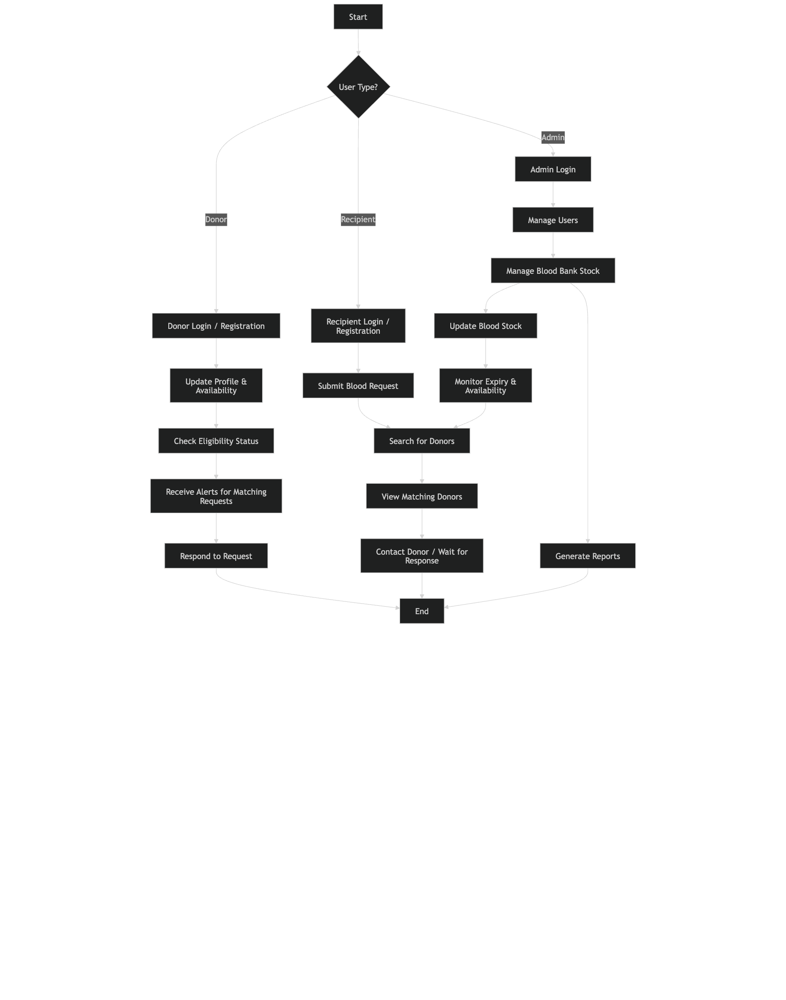 Start
User Type?
Admin
Admin Login
Donor
Recipient
Manage Users
Manage Blood Bank Stock
Donor Login / Registration
Recipient Login /
Registration
Update Blood Stock
Update Profile &
Availability
Submit Blood Request
Monitor Expiry &
Availability
Check Eligibility Status
Search for Donors
Receive Alerts for Matching
Requests
View Matching Donors
Respond to Request
Contact Donor / Wait for
Response
Generate Reports
End